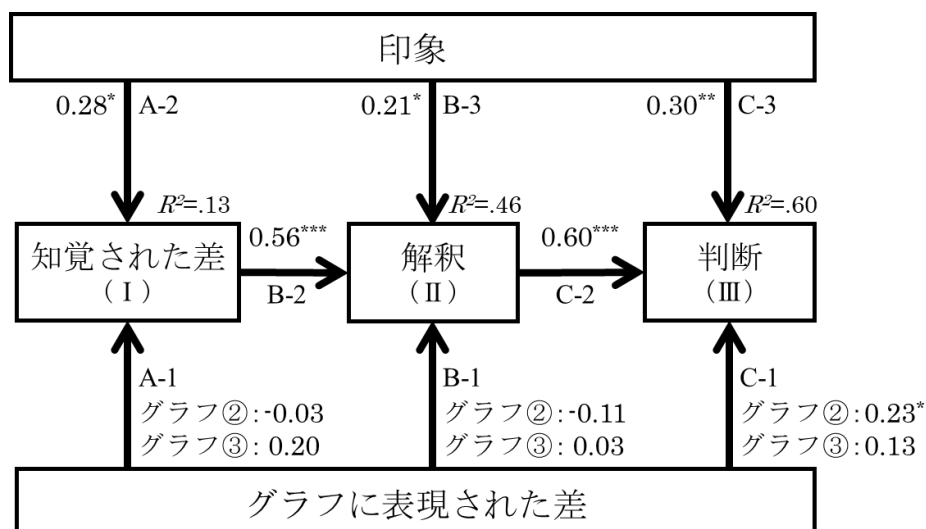 印象
0.28* A-2
0.21* B-3
0.30** C-3
R²=.13
R²=.46
R²=.60
知覚された差
(Ⅰ)
0.56***
B-2
解釈
(Ⅱ)
0.60***
C-2
判断
(Ⅲ)
A-1
グラフ②:-0.03
グラフ③:0.20
B-1
グラフ②:-0.11
グラフ③:0.03
C-1
グラフ②:0.23*
グラフ③:0.13
グラフに表現された差